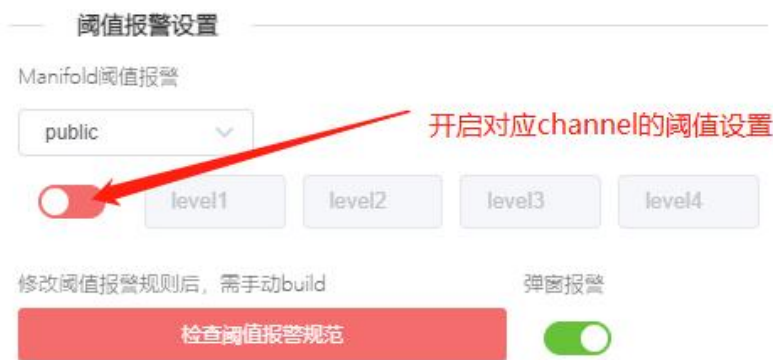 阈值报警设置
Manifold阈值报警
public
开启对应channel的阈值设置
level1 level2 level3 level4
修改阈值报警规则后，需手动build 弹窗报警
检查阈值报警规范